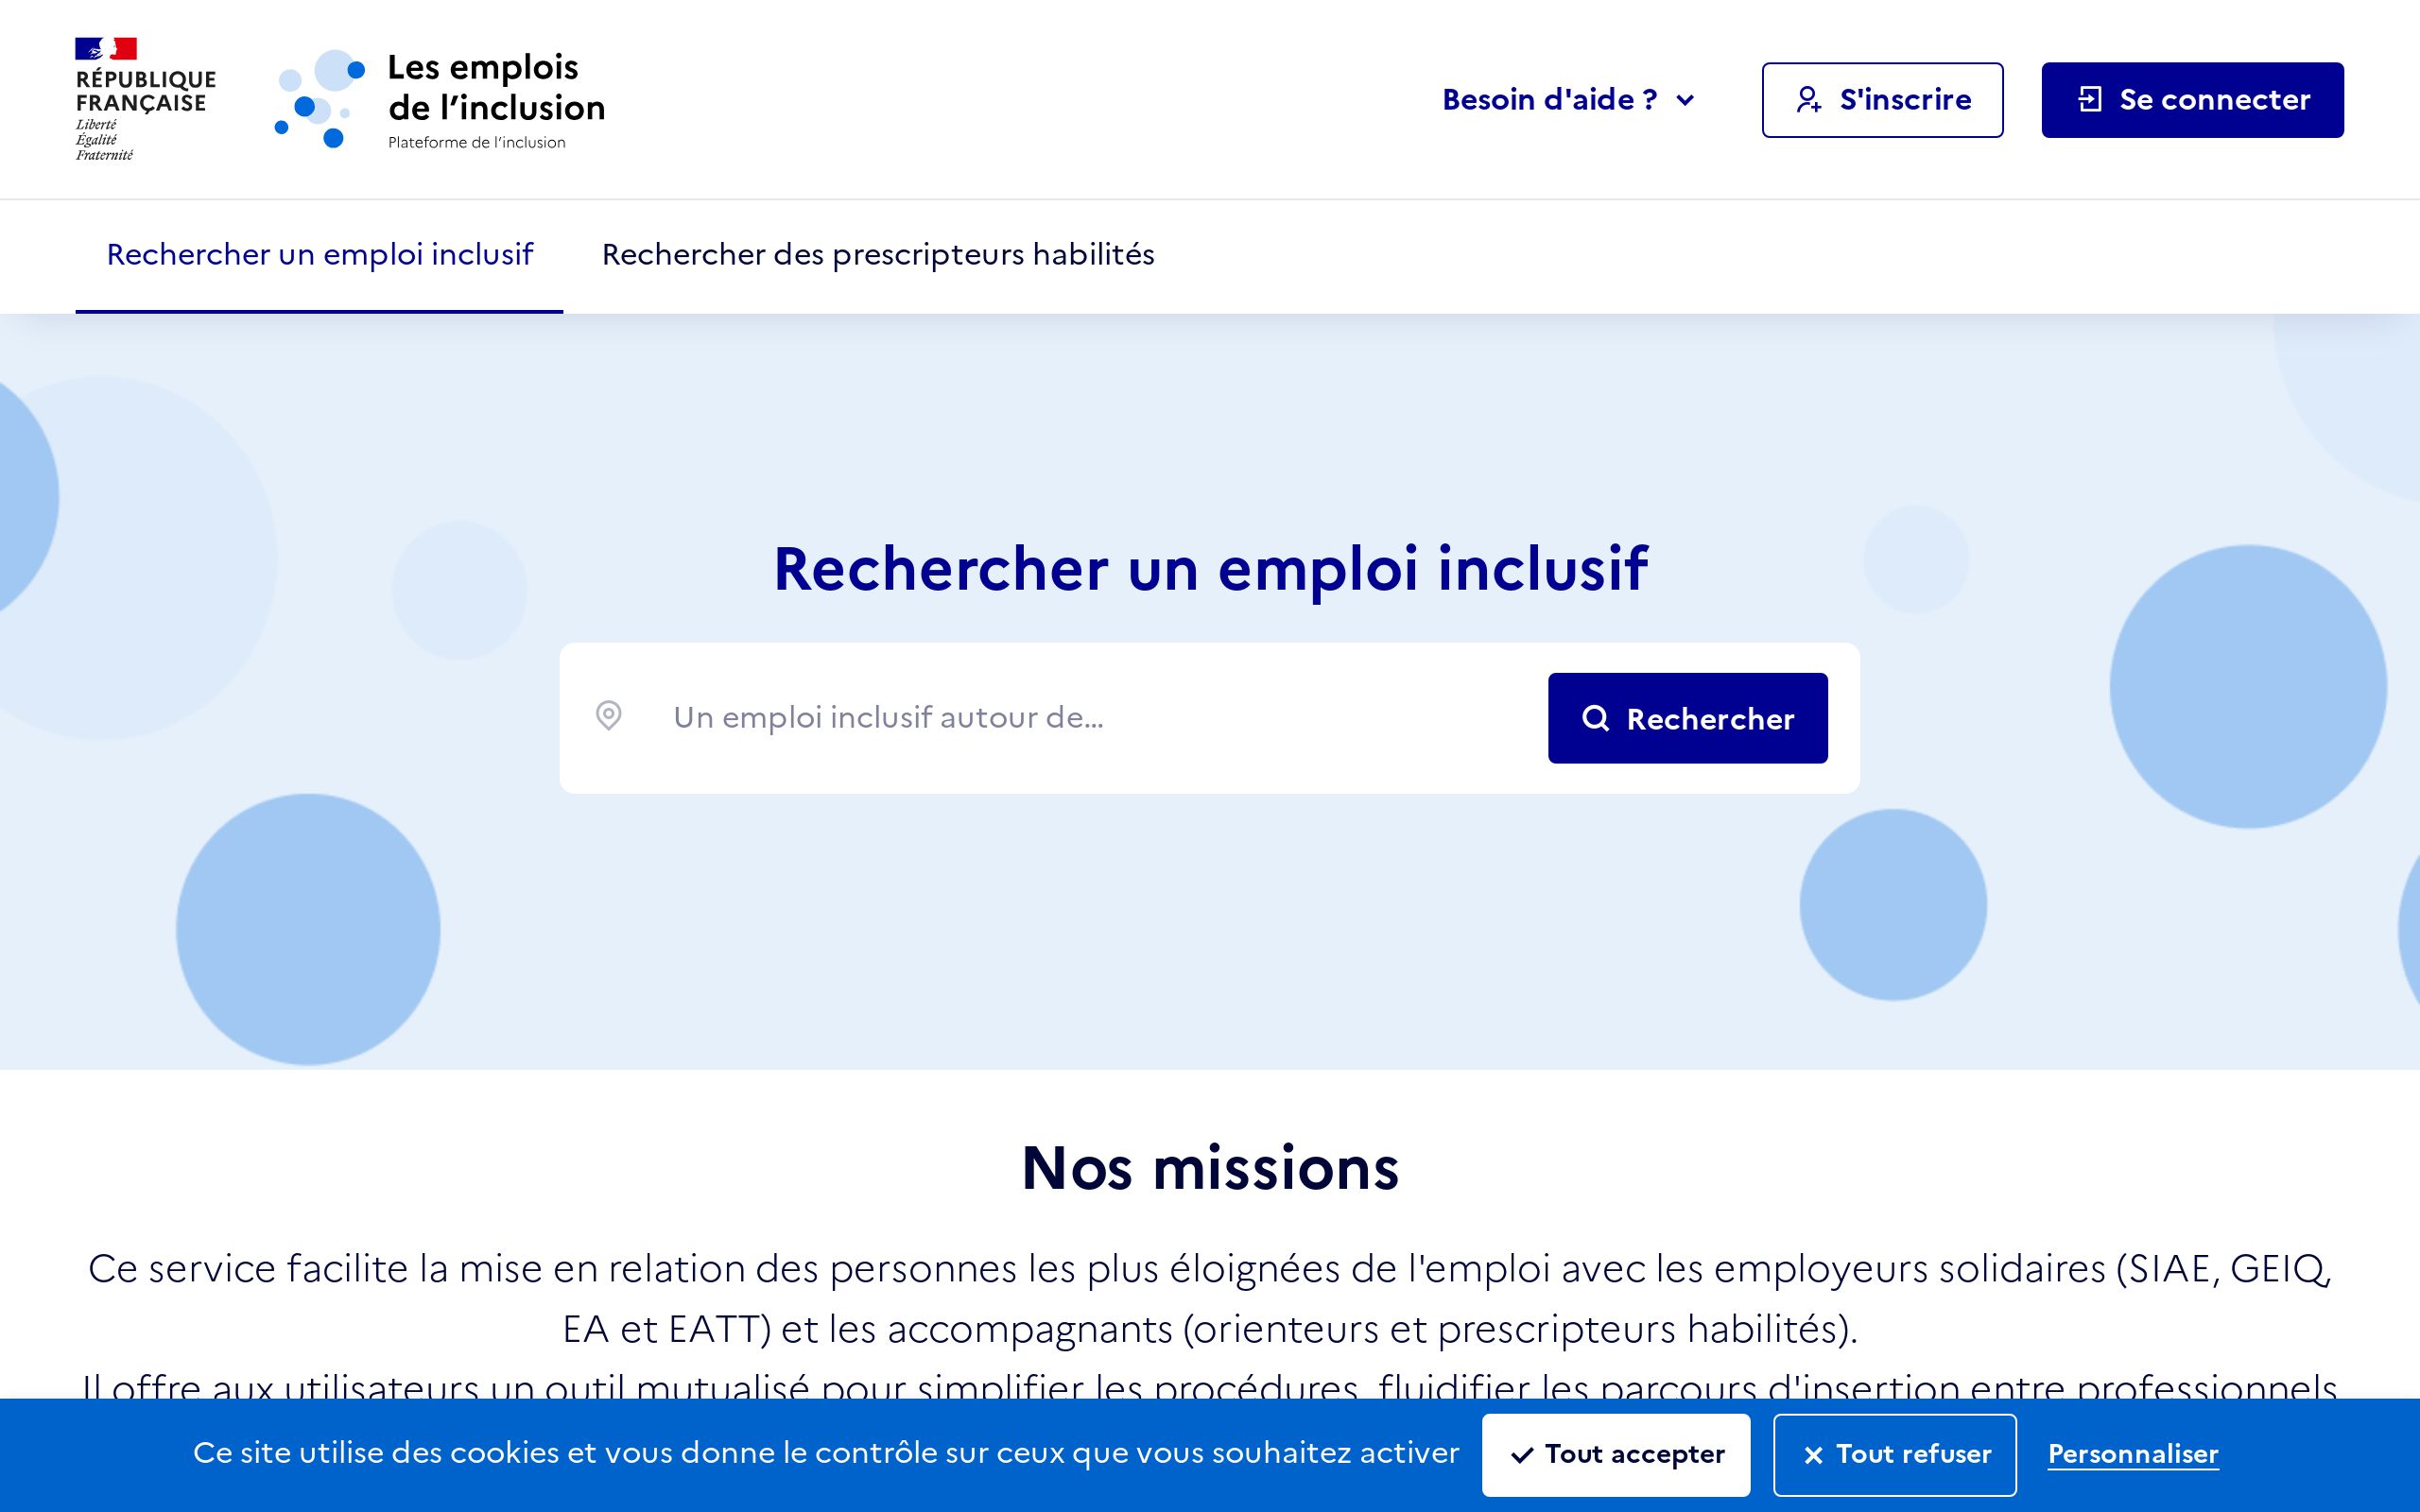 RÉPUBLIQUE
FRANÇAISE
Liberté
Égalité
Fraternité
Les emplois
de l’inclusion
Plateforme de l’inclusion
Besoin d'aide ?
S'inscrire
Se connecter
Rechercher un emploi inclusif
Rechercher des prescripteurs habilités
Rechercher un emploi inclusif
Un emploi inclusif autour de...
Rechercher
Nos missions
Ce service facilite la mise en relation des personnes les plus éloignées de l'emploi avec les employeurs solidaires (SIAE, GEIQ,
EA et EATT) et les accompagnants (orienteurs et prescripteurs habilités).
Il offre aux utilisateurs un outil mutualisé pour simplifier les procédures, fluidifier les parcours d'insertion entre professionnels
Ce site utilise des cookies et vous donne le contrôle sur ceux que vous souhaitez activer
Tout accepter
Tout refuser
Personnaliser